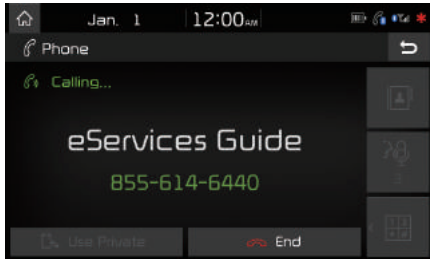 Jan. 1 12:00AM
Phone
Calling...
eServices Guide
855-614-6440
Use Private End